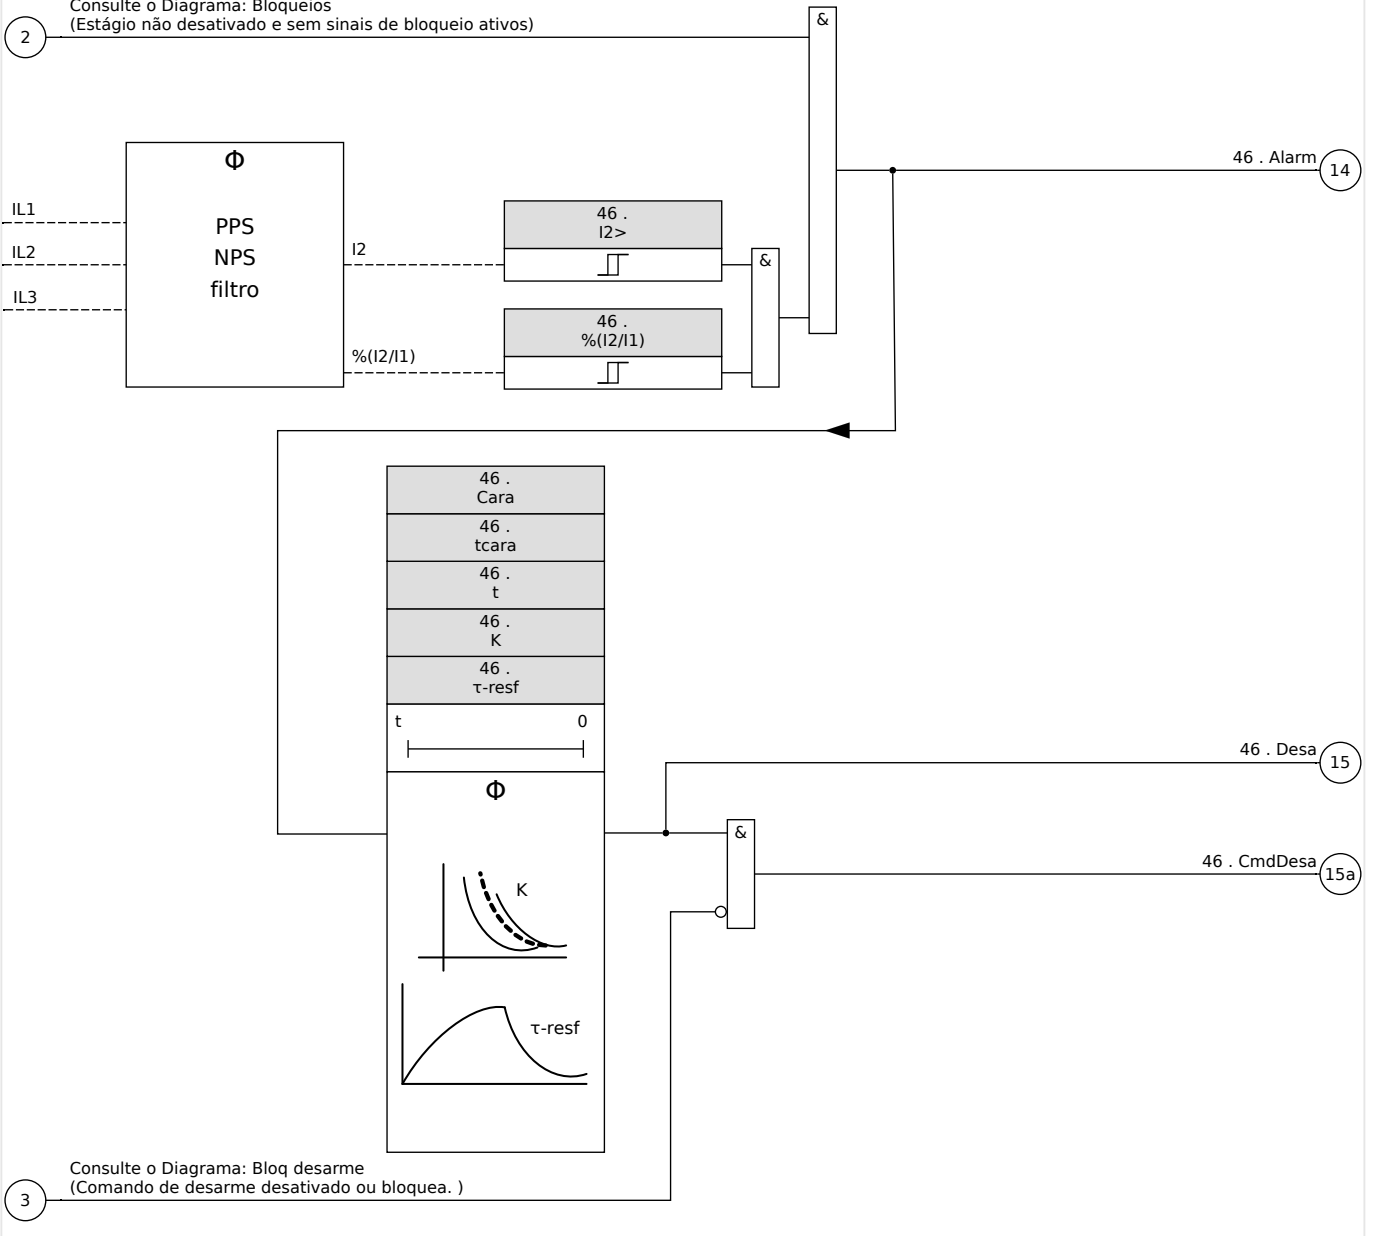 Consulte o Diagrama: Bloqueios
(Estágio não desativado e sem sinais de bloqueio ativos)
2
&
Φ
PPS
NPS
filtro
IL1
IL2
IL3
I2
%(I2/I1)
46 .
I2>
46 .
%(I2/I1)
&
46 . Alarm
14
46 .
Cara
46 .
tcara
46 .
t
46 .
K
46 .
τ-resf
t 0
Φ
K
τ-resf
46 . Desa
15
&
46 . CmdDesa
15a
Consulte o Diagrama: Bloq desarme
(Comando de desarme desativado ou bloquea. )
3